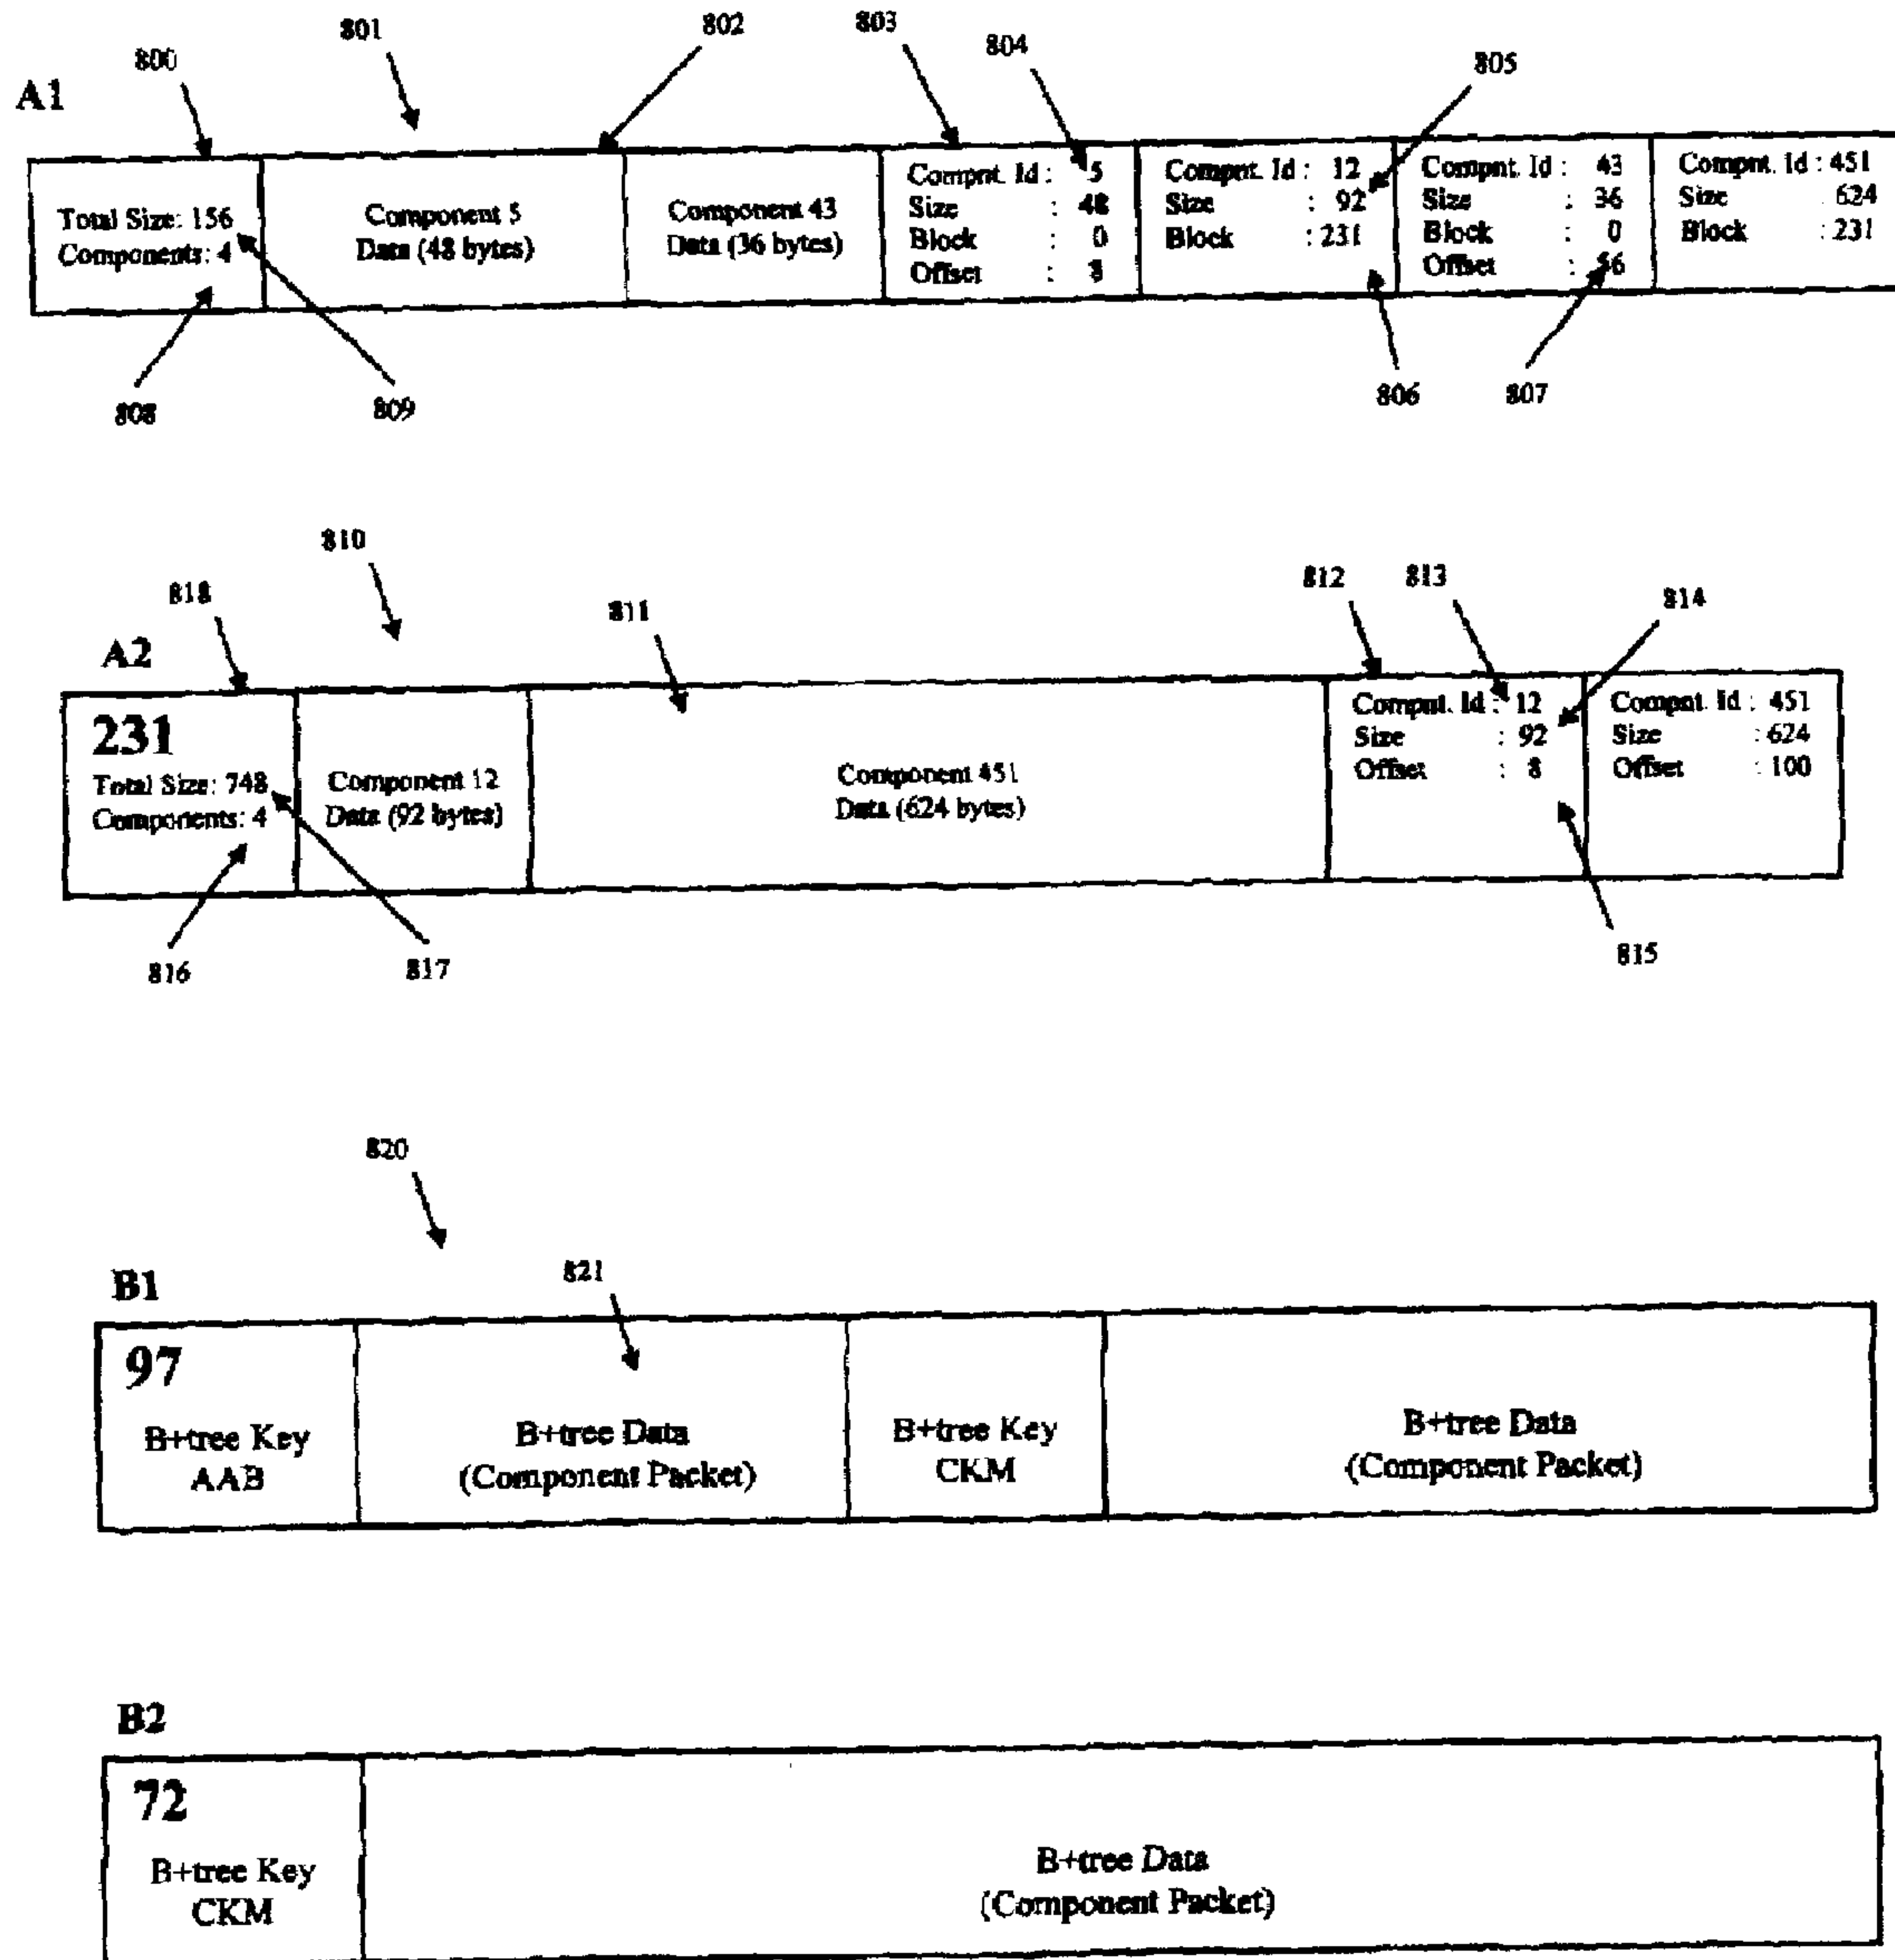 800
801
802
803
804
805
A1
Total Size: 156
Components: 4
Component 5
Data (48 bytes)
Component 43
Data (36 bytes)
Compnt. Id : 5
Size : 48
Block : 0
Offset : 8
Compnt. Id : 12
Size : 92
Block : 231
Compnt. Id : 43
Size : 36
Block : 0
Offset : 56
Compnt. Id : 451
Size : 624
Block : 231
808
809
806
807
810
818
811
812
813
814
A2
231
Total Size: 748
Components: 4
Component 12
Data (92 bytes)
Component 451
Data (624 bytes)
Compnt. Id : 12
Size : 92
Offset : 8
Compnt. Id : 451
Size : 624
Offset : 100
816
817
815
820
821
B1
97
B+tree Key
AAB
B+tree Data
(Component Packet)
B+tree Key
CKM
B+tree Data
(Component Packet)
B2
72
B+tree Key
CKM
B+tree Data
(Component Packet)